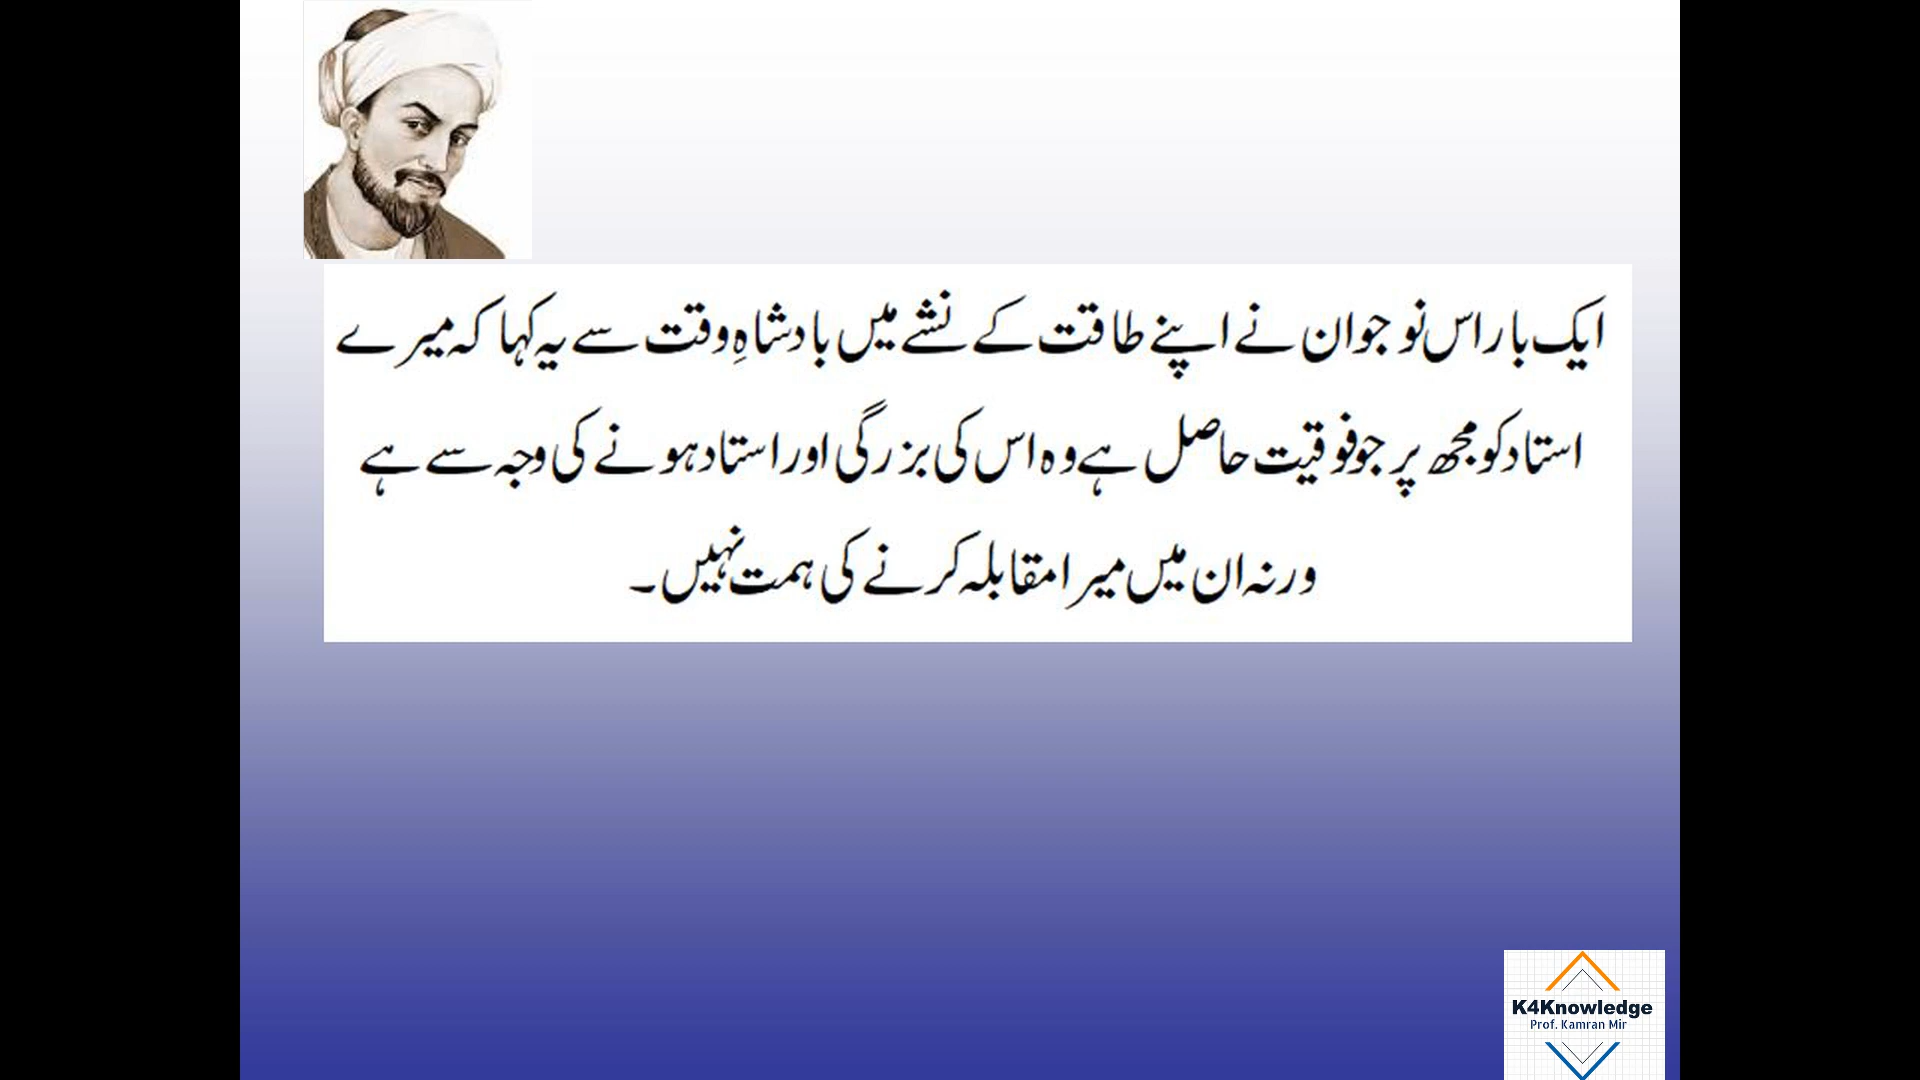 ایک بار اس نوجوان نے اپنے طاقت کے نشے میں بادشاہِ وقت سے یہ کہا کہ میرے
استاد کو مجھ پر جو فوقیت حاصل ہے وہ اس کی بزرگی اور استاد ہونے کی وجہ سے ہے
ورنہ ان میں میرا مقابلہ کرنے کی ہمت نہیں۔
K4Knowledge
Prof. Kamran Mir